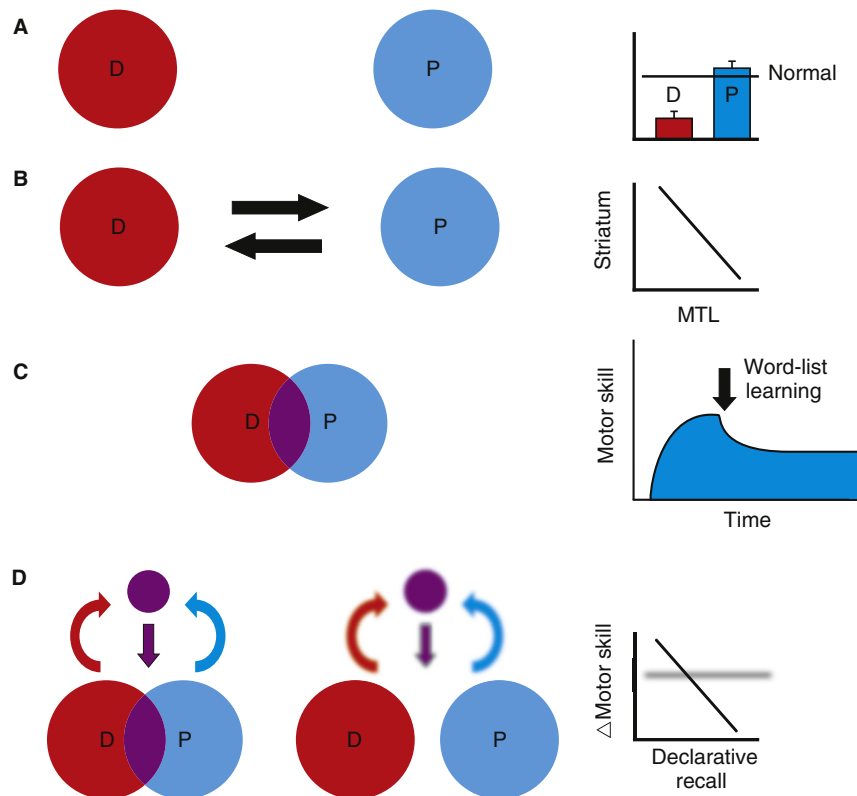 A
D
P
D
P
Normal
B
D
P
Striatum
MTL
C
D
P
Motor skill
Word-list
learning
Time
D
D
P
D
P
△Motor skill
Declarative
recall